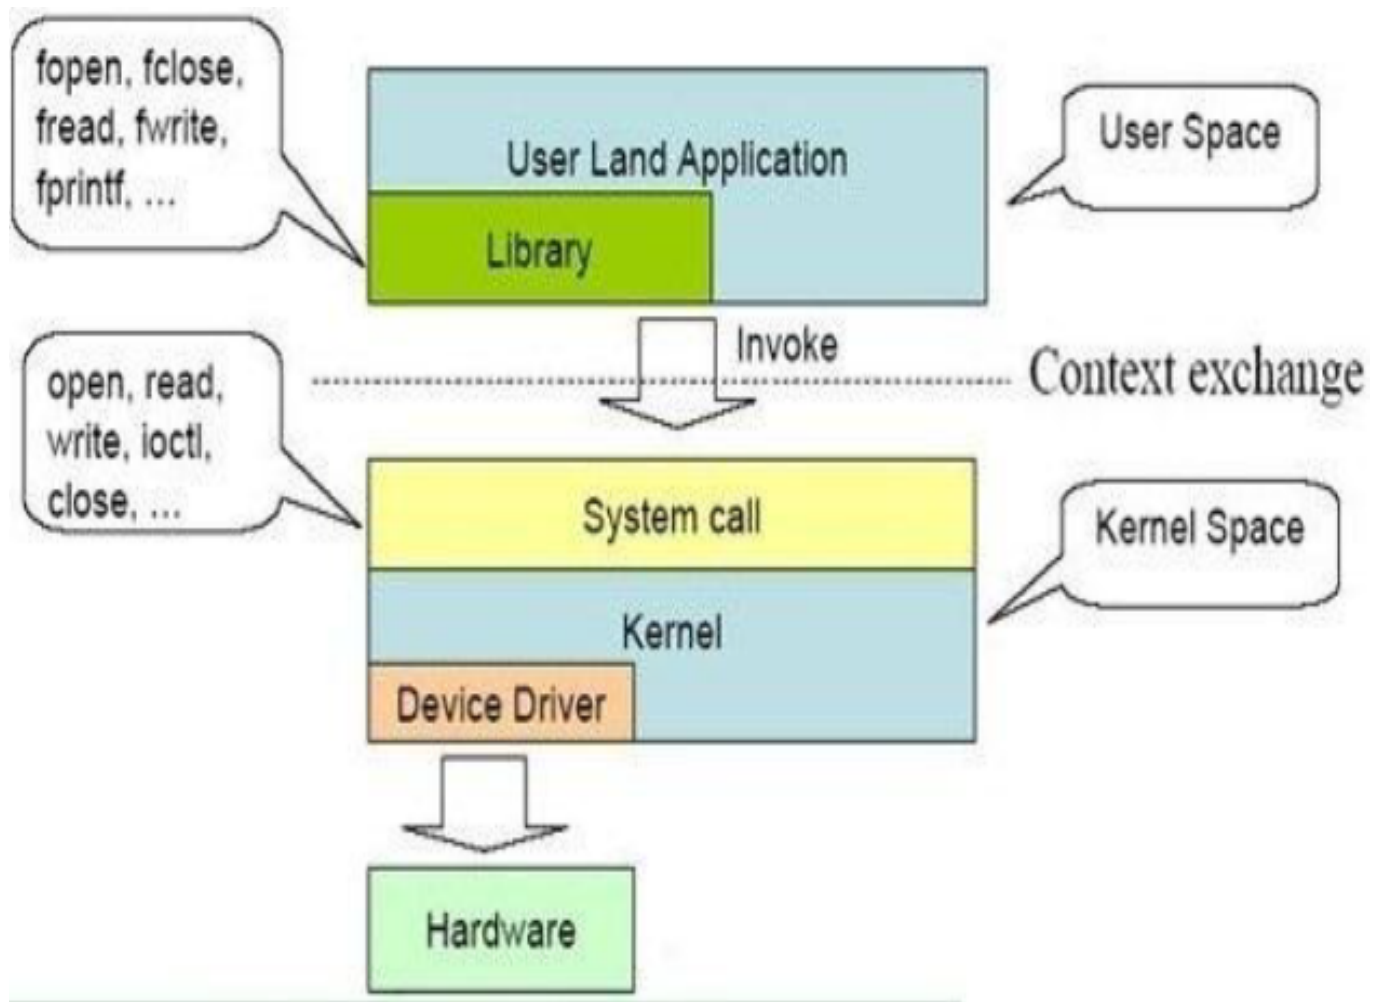 fopen, fclose,
fread, fwrite,
fprintf, ...
User Land Application
User Space
Library
Invoke
Context exchange
open, read,
write, ioctl,
close, ...
System call
Kernel Space
Kernel
Device Driver
Hardware